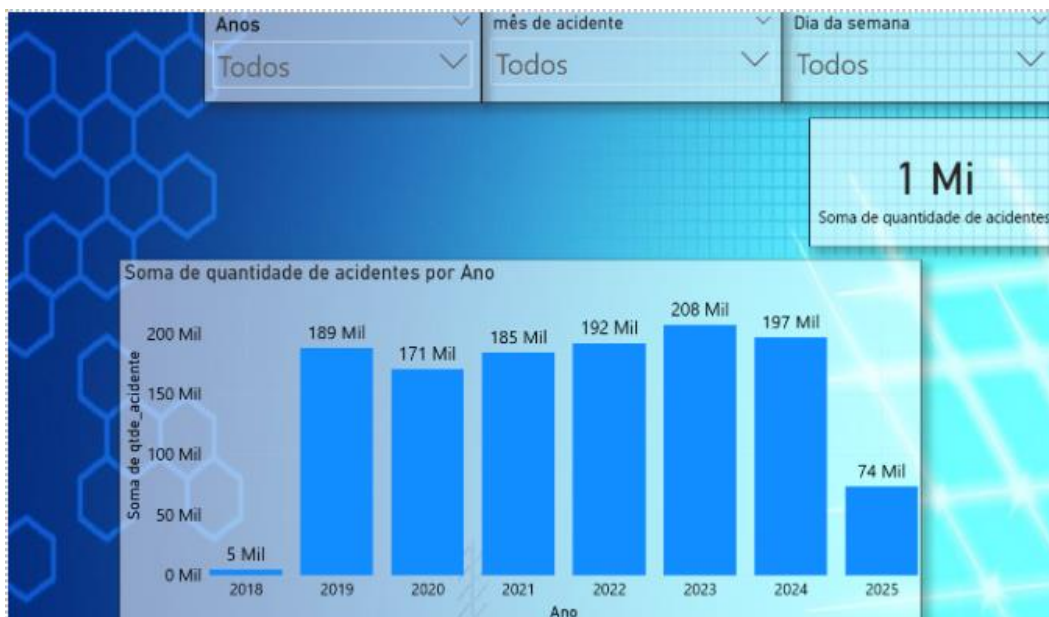 Anos
mês de acidente
Dia da semana
Todos
Todos
Todos
1 Mi
Soma de quantidade de acidentes
Soma de quantidade de acidentes por Ano
Soma de qtde_acidente
200 Mil
150 Mil
100 Mil
50 Mil
0 Mil
5 Mil
189 Mil
171 Mil
185 Mil
192 Mil
208 Mil
197 Mil
74 Mil
2018
2019
2020
2021
2022
2023
2024
2025
Ano